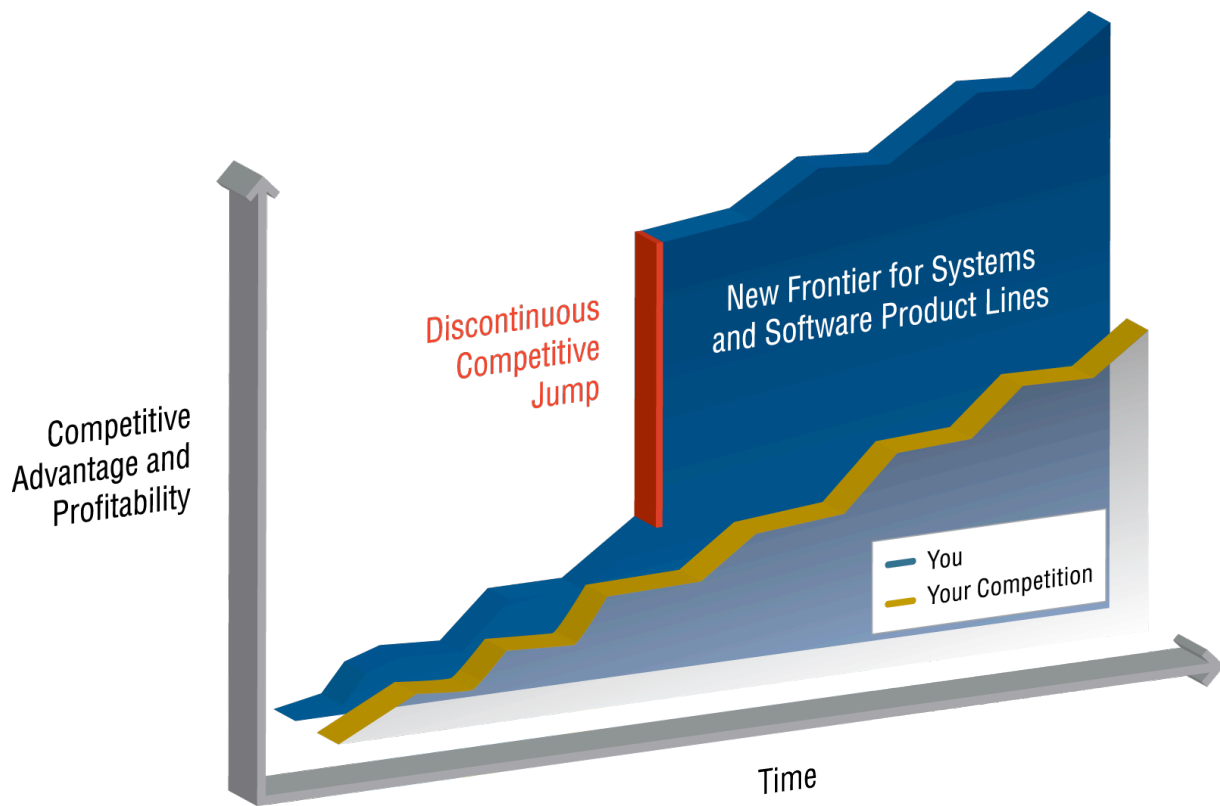 New Frontier for Systems
and Software Product Lines
Discontinuous
Competitive
Jump
Competitive
Advantage and
Profitability
You
Your Competition
Time